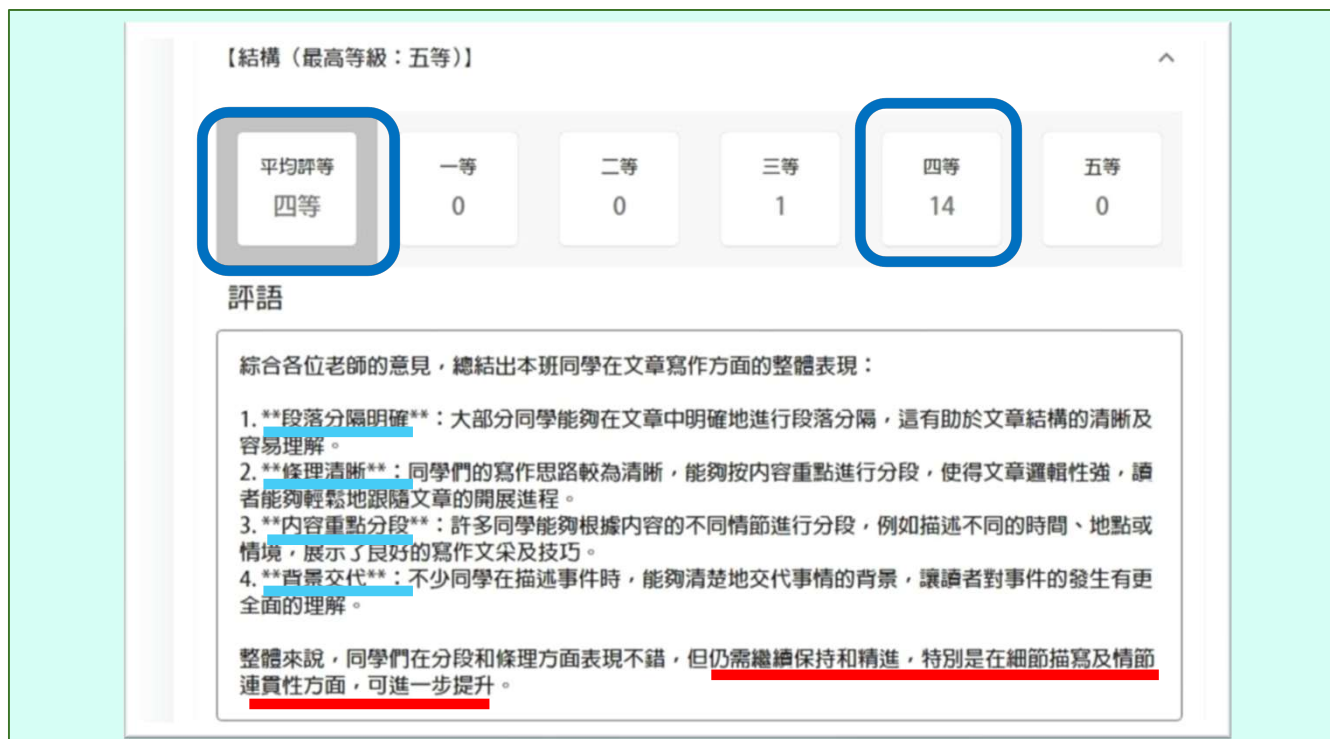 【結構（最高等級：五等）】
平均評等 一等 二等 三等 四等 五等
四等 0 0 1 14 0
評語
綜合各位老師的意見，總結出本班同學在文章寫作方面的整體表現：
1. **段落分隔明確**：大部分同學能夠在文章中明確地進行段落分隔，這有助於文章結構的清晰及
容易理解。
2. **條理清晰**：同學們的寫作思路較為清晰，能夠按內容重點進行分段，使得文章邏輯性強，讀
者能夠輕鬆地跟隨文章的開展進程。
3. **內容重點分段**：許多同學能夠根據內容的不同情節進行分段，例如描述不同的時間、地點或
情境，展示了良好的寫作文采及技巧。
4. **背景交代**：不少同學在描述事件時，能夠清楚地交代事情的背景，讓讀者對事件的發生有更
全面的理解。
整體來說，同學們在分段和條理方面表現不錯，但仍需繼續保持和精進，特別是在細節描寫及情節
連貫性方面，可進一步提升。